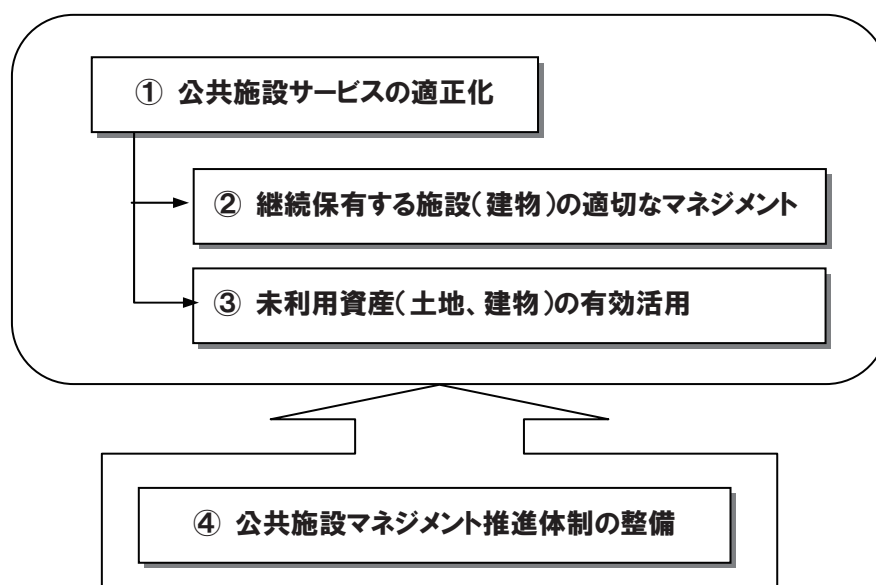 ① 公共施設サービスの適正化
② 継続保有する施設（建物）の適切なマネジメント
③ 未利用資産（土地、建物）の有効活用
④ 公共施設マネジメント推進体制の整備